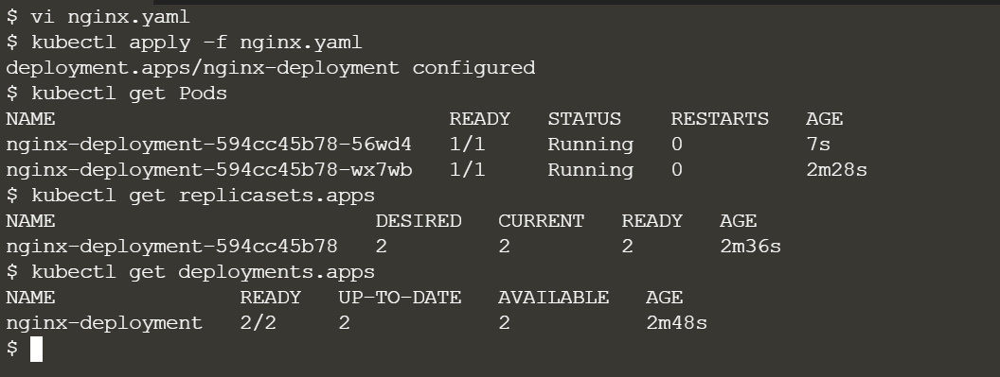 $ vi nginx.yaml
$ kubectl apply -f nginx.yaml
deployment.apps/nginx-deployment configured
$ kubectl get Pods
NAME READY STATUS RESTARTS AGE
nginx-deployment-594cc45b78-56wd4 1/1 Running 0 7s
nginx-deployment-594cc45b78-wx7wb 1/1 Running 0 2m28s
$ kubectl get replicasets.apps
NAME DESIRED CURRENT READY AGE
nginx-deployment-594cc45b78 2 2 2 2m36s
$ kubectl get deployments.apps
NAME READY UP-TO-DATE AVAILABLE AGE
nginx-deployment 2/2 2 2 2m48s
$